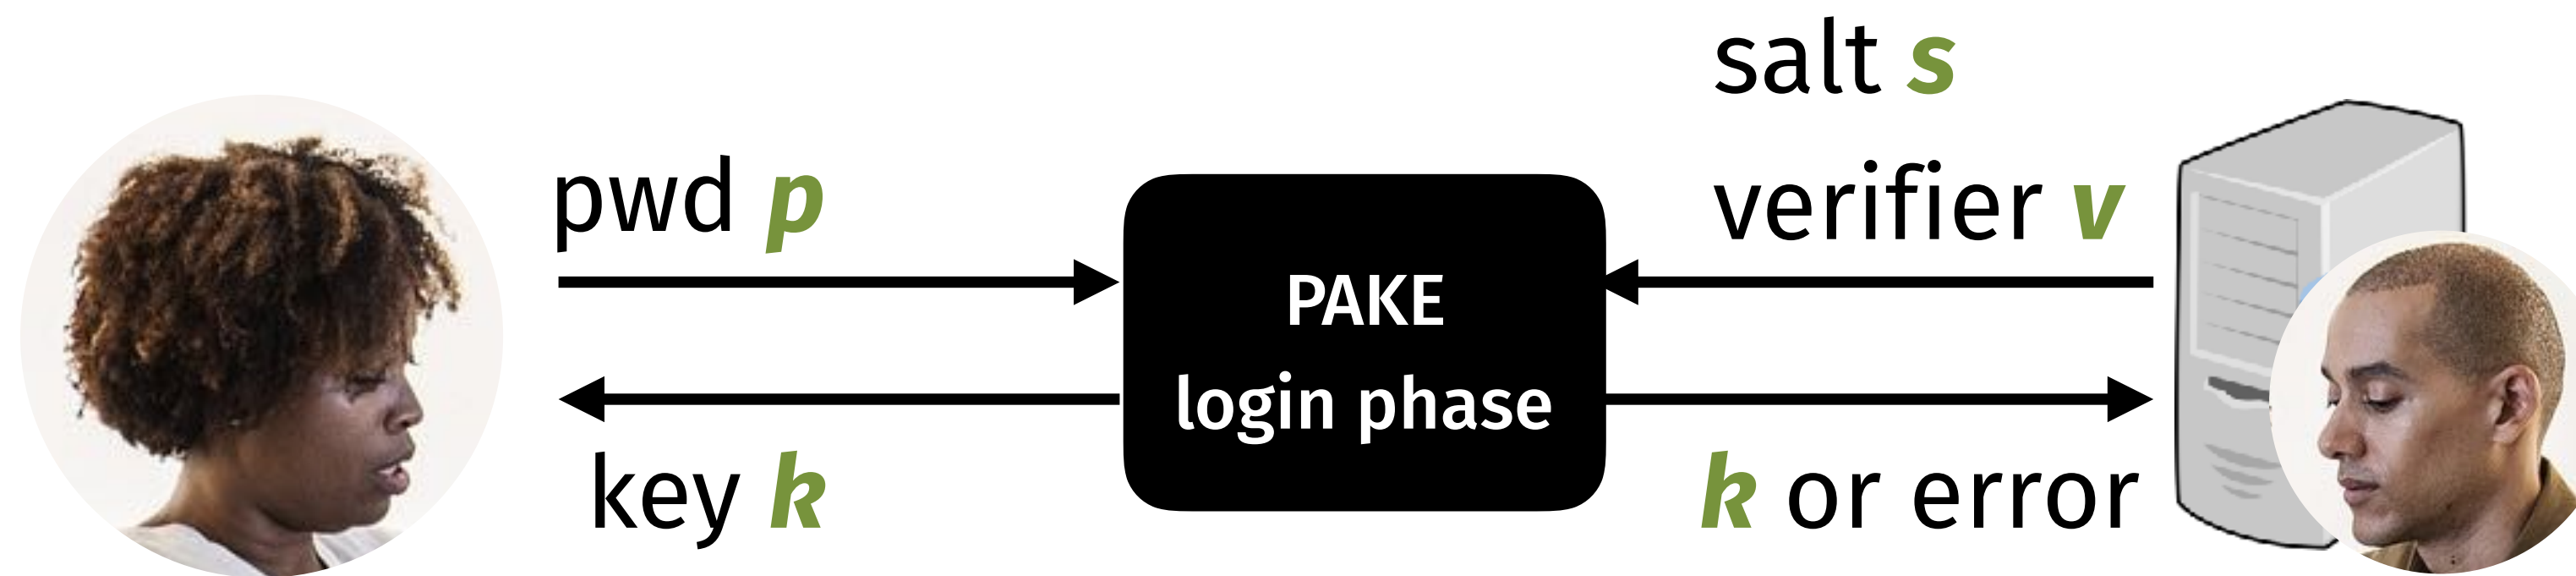 pwd p
key k
PAKE
login phase
salt s
verifier v
k or error